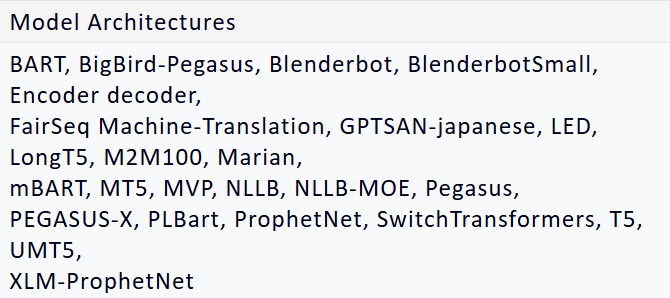 Model Architectures
BART, BigBird-Pegasus, Blenderbot, BlenderbotSmall,
Encoder decoder,
FairSeq Machine-Translation, GPTSAN-japanese, LED,
LongT5, M2M100, Marian,
mBART, MT5, MVP, NLLB, NLLB-MOE, Pegasus,
PEGASUS-X, PLBart, ProphetNet, SwitchTransformers, T5,
UMT5,
XLM-ProphetNet